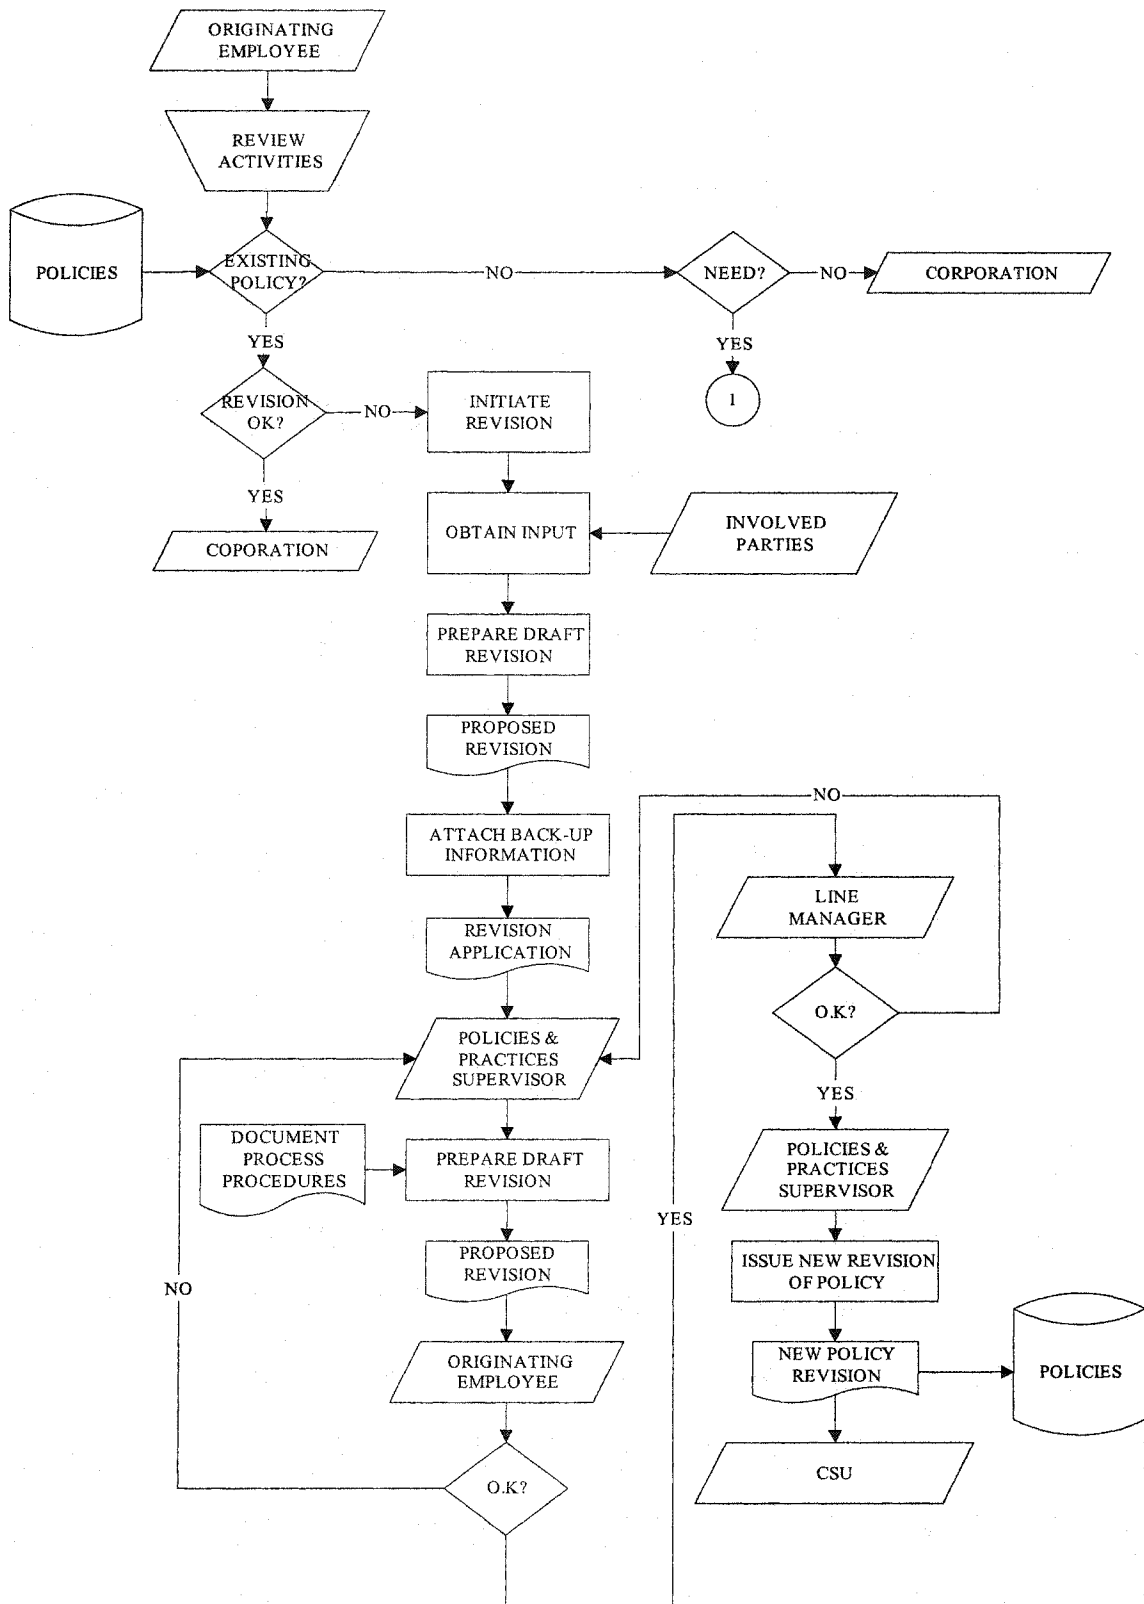 ORIGINATING
EMPLOYEE
REVIEW
ACTIVITIES
POLICIES
EXISTING
POLICY?
NO
NEED?
NO
CORPORATION
YES
YES
1
REVISION
OK?
NO
INITIATE
REVISION
YES
COPORATION
OBTAIN INPUT
INVOLVED
PARTIES
PREPARE DRAFT
REVISION
PROPOSED
REVISION
NO
ATTACH BACK-UP
INFORMATION
LINE
MANAGER
REVISION
APPLICATION
O.K?
POLICIES &
PRACTICES
SUPERVISOR
YES
DOCUMENT
PROCESS
PROCEDURES
PREPARE DRAFT
REVISION
POLICIES &
PRACTICES
SUPERVISOR
YES
PROPOSED
REVISION
ISSUE NEW REVISION
OF POLICY
NO
ORIGINATING
EMPLOYEE
NEW POLICY
REVISION
POLICIES
O.K?
CSU